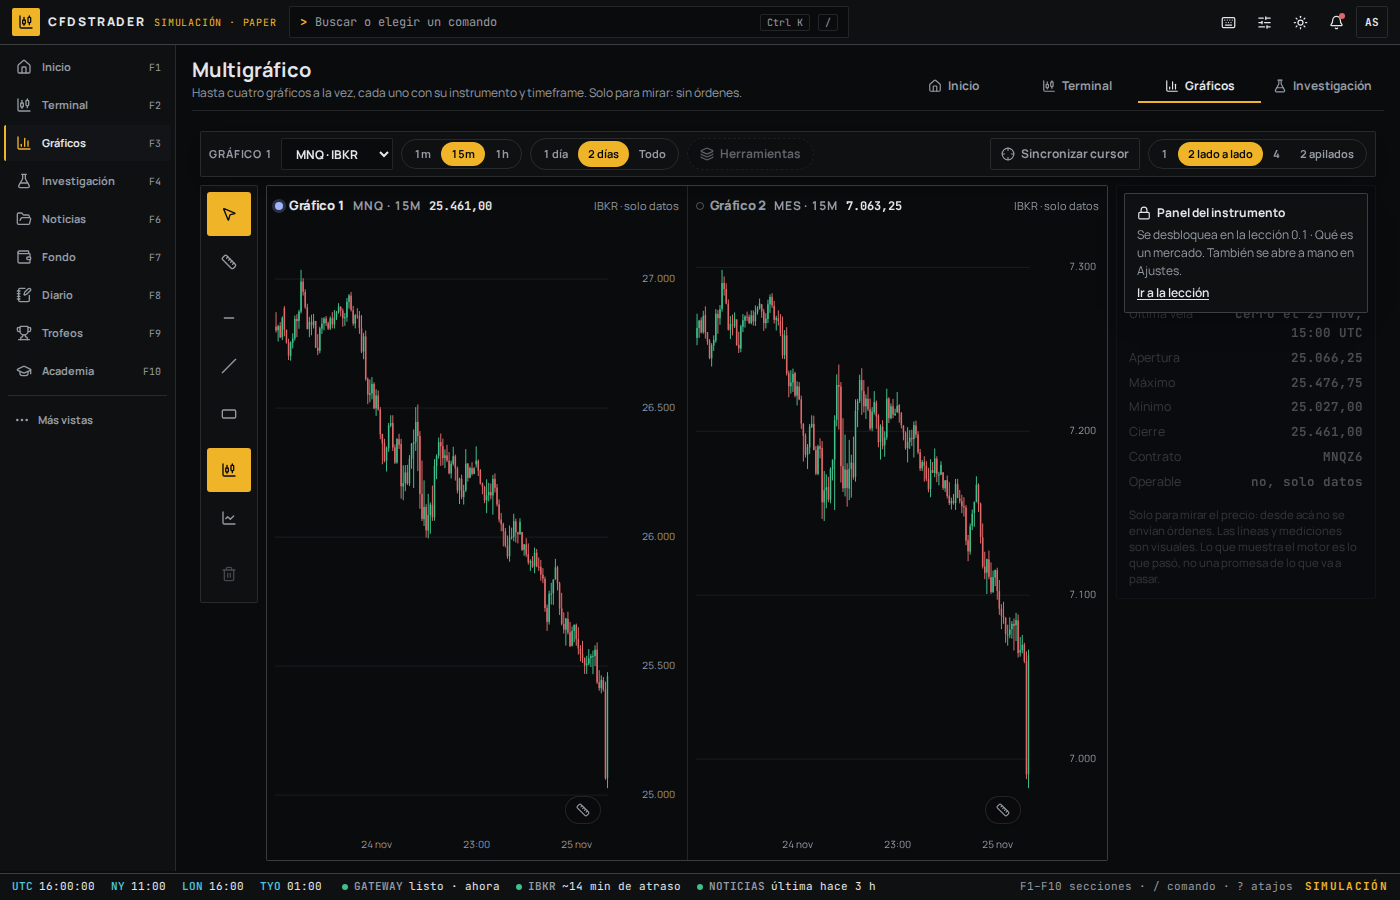 CFDSTRADER SIMULACIÓN · PAPER
> Buscar o elegir un comando Ctrl K /
AS
Inicio F1
Terminal F2
Gráficos F3
Investigación F4
Noticias F6
Fondo F7
Diario F8
Trofeos F9
Academia F10
Más vistas
Multigráfico
Hasta cuatro gráficos a la vez, cada uno con su instrumento y timeframe. Solo para mirar: sin órdenes.
Inicio Terminal Gráficos Investigación
GRÁFICO 1 MNQ·IBKR 1m 15m 1h 1 día 2 días Todo Herramientas Sincronizar cursor 1 2 lado a lado 4 2 apilados
Gráfico 1 MNQ · 15M 25.461,00 IBKR · solo datos
27.000
26.500
26.000
25.500
25.000
24 nov 23:00 25 nov
Gráfico 2 MES · 15M 7.063,25 IBKR · solo datos
7.300
7.200
7.100
7.000
24 nov 23:00 25 nov
Panel del instrumento
Se desbloquea en la lección 0.1 · Qué es
un mercado. También se abre a mano en
Ajustes.
Ir a la lección
Última vela cerró el 25 nov,
15:00 UTC
Apertura 25.066,25
Máximo 25.476,75
Mínimo 25.027,00
Cierre 25.461,00
Contrato MNQZ6
Operable no, solo datos
Solo para mirar el precio: desde acá no se
envían órdenes. Las líneas y mediciones
son visuales. Lo que muestra el motor es lo
que pasó, no una promesa de lo que va a
pasar.
UTC 16:00:00 NY 11:00 LON 16:00 TYO 01:00 GATEWAY listo · ahora IBKR ~14 min de atraso NOTICIAS última hace 3 h F1–F10 secciones · / comando · ? atajos SIMULACIÓN